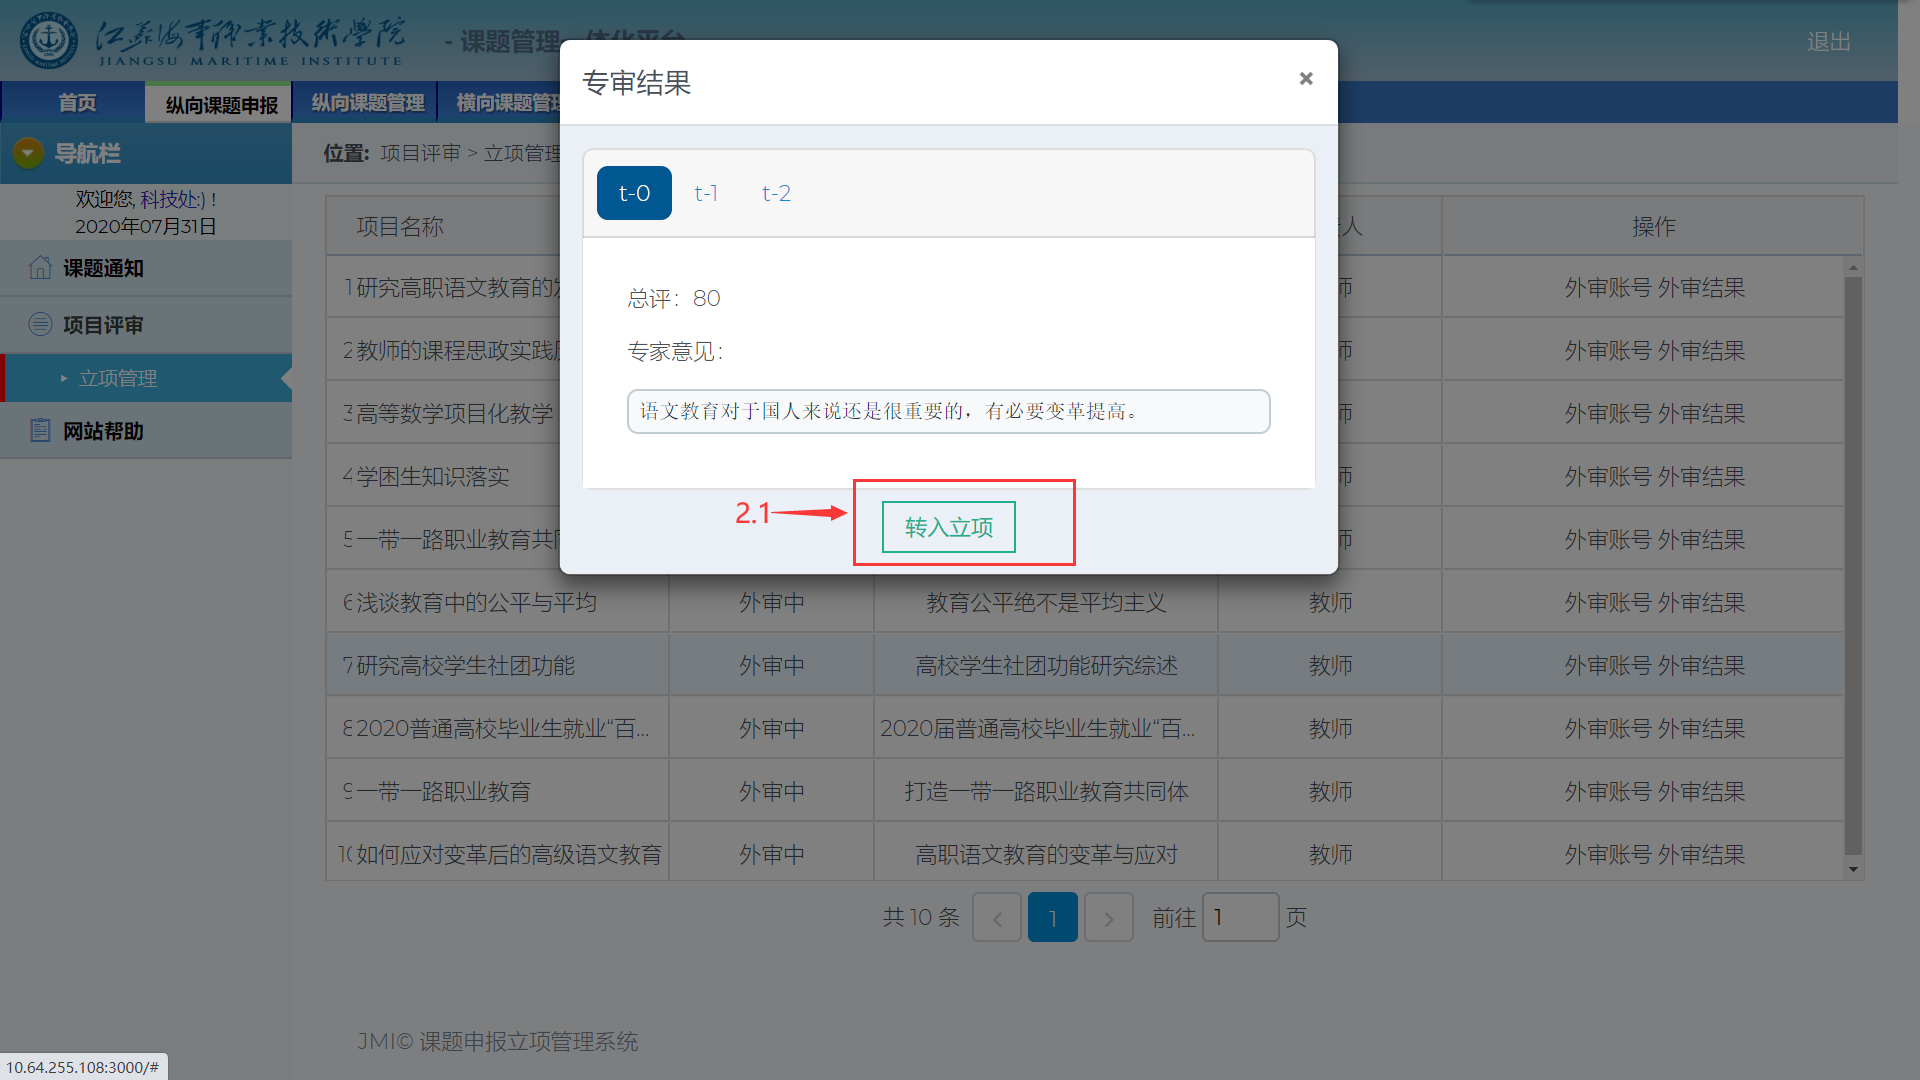 江苏海事职业技术学院
JIANGSU MARITIME INSTITUTE
- 课题管理一体化平台
退出
首页
纵向课题申报
纵向课题管理
横向课题管理
导航栏
欢迎您, 科技处:) !
2020年07月31日
课题通知
项目评审
立项管理
网站帮助
位置: 项目评审 > 立项管理
专审结果
×
t-0
t-1
t-2
总评：80
专家意见：
语文教育对于国人来说还是很重要的，有必要变革提高。
2.1
转入立项
项目名称
人
操作
1 研究高职语文教育的发 师 外审账号 外审结果
2 教师的课程思政实践 师 外审账号 外审结果
3 高等数学项目化教学 师 外审账号 外审结果
4 学困生知识落实 师 外审账号 外审结果
5 一带一路职业教育共同 师 外审账号 外审结果
6 浅谈教育中的公平与平均 外审中 教育公平绝不是平均主义 教师 外审账号 外审结果
7 研究高校学生社团功能 外审中 高校学生社团功能研究综述 教师 外审账号 外审结果
8 2020普通高校毕业生就业“百... 外审中 2020届普通高校毕业生就业“百... 教师 外审账号 外审结果
9 一带一路职业教育 外审中 打造一带一路职业教育共同体 教师 外审账号 外审结果
10 如何应对变革后的高级语文教育 外审中 高职语文教育的变革与应对 教师 外审账号 外审结果
共 10 条 < 1 > 前往 1 页
JMI© 课题申报立项管理系统
10.64.255.108:3000/#